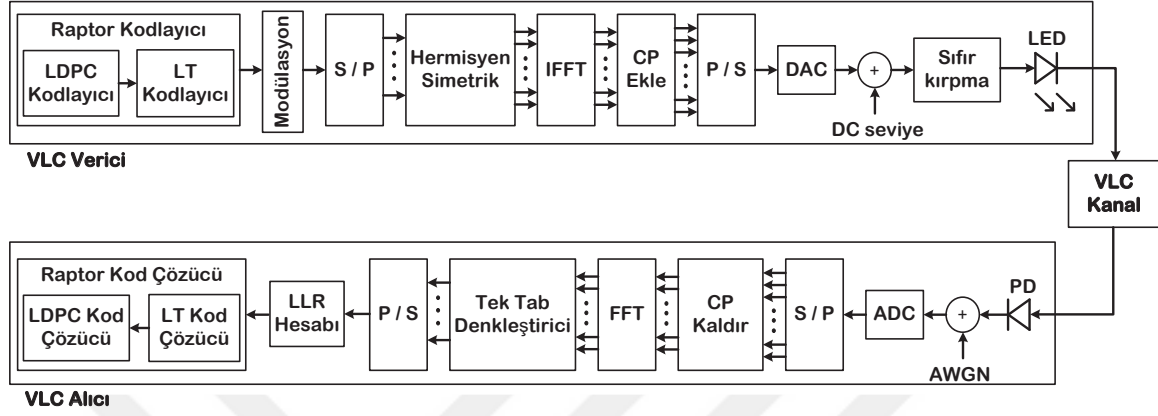 Raptor Kodlayıcı
LDPC
Kodlayıcı
LT
Kodlayıcı
Modülasyon
S / P
Hermisyen
Simetrik
IFFT
CP
Ekle
P / S
DAC
+
DC seviye
Sıfır
kırpma
LED
VLC Verici
VLC
Kanal
Raptor Kod Çözücü
LDPC Kod
Çözücü
LT Kod
Çözücü
LLR
Hesabı
P / S
Tek Tab
Denkleştirici
FFT
CP
Kaldır
S / P
ADC
+
AWGN
PD
VLC Alıcı